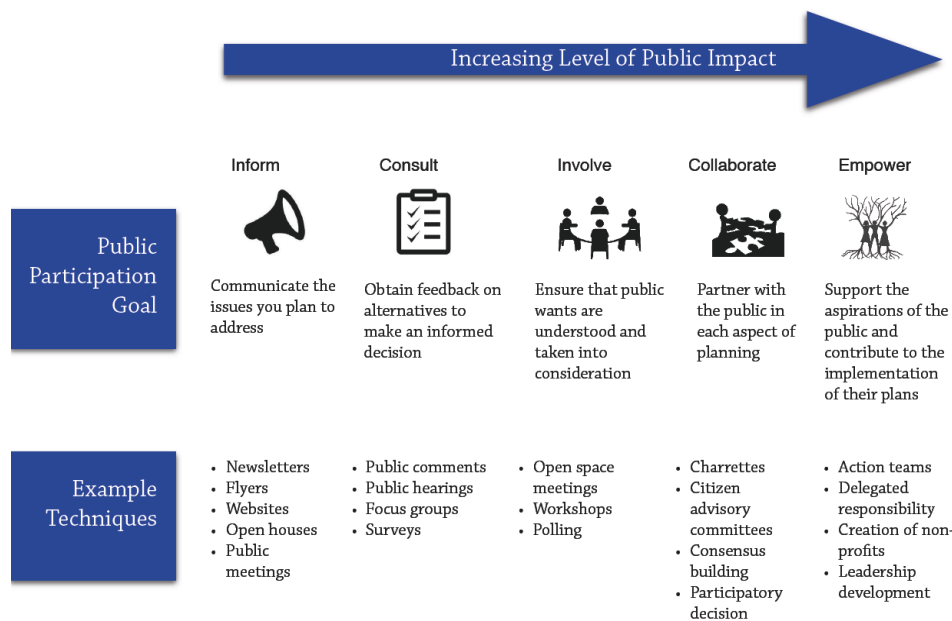 Increasing Level of Public Impact
Inform
Consult
Involve
Collaborate
Empower
Public
Participation
Goal
Communicate the
issues you plan to
address
Obtain feedback on
alternatives to
make an informed
decision
Ensure that public
wants are
understood and
taken into
consideration
Partner with
the public in
each aspect of
planning
Support the
aspirations of the
public and
contribute to the
implementation
of their plans
Example
Techniques
• Newsletters
• Flyers
• Websites
• Open houses
• Public
meetings
• Public comments
• Public hearings
• Focus groups
• Surveys
• Open space
meetings
• Workshops
• Polling
• Charrettes
• Citizen
advisory
committees
• Consensus
building
• Participatory
decision
• Action teams
• Delegated
responsibility
• Creation of non-
profits
• Leadership
development